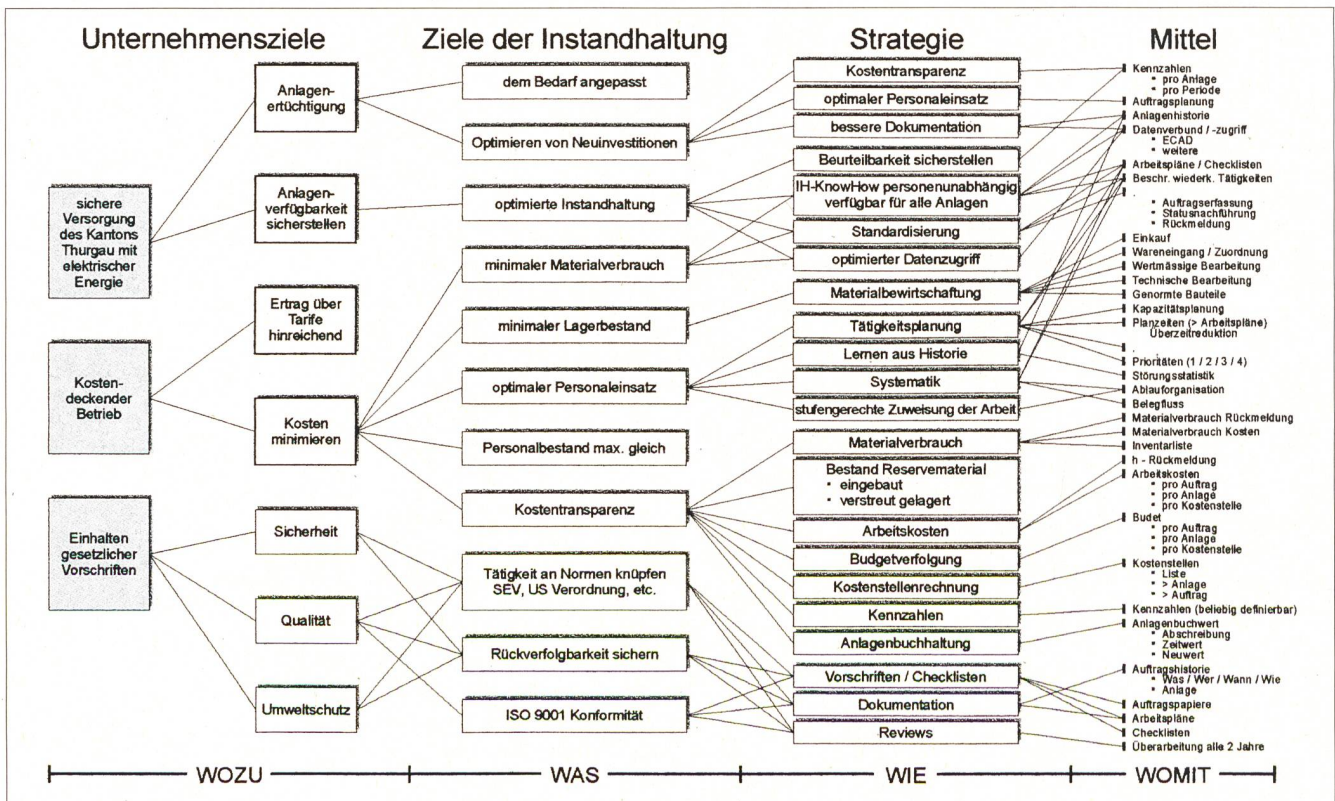 Unternehmensziele
Ziele der Instandhaltung
Strategie
Mittel
sichere
Versorgung
des Kantons
Thurgau mit
elektrischer
Energie
Kosten-
deckender
Betrieb
Einhalten
gesetzlicher
Vorschriften
Anlagen-
ertüchtigung
Anlagen-
verfügbarkeit
sicherstellen
Ertrag über
Tarife
hinreichend
Kosten
minimieren
Sicherheit
Qualität
Umweltschutz
dem Bedarf angepasst
Optimieren von Neuinvestitionen
optimierte Instandhaltung
minimaler Materialverbrauch
minimaler Lagerbestand
optimaler Personaleinsatz
Personalbestand max. gleich
Kostentransparenz
Tätigkeit an Normen knüpfen
SEV, US Verordnung, etc.
Rückverfolgbarkeit sichern
ISO 9001 Konformität
Kostentransparenz
optimaler Personaleinsatz
bessere Dokumentation
Beurteilbarkeit sicherstellen
IH-KnowHow personenunabhängig
verfügbar für alle Anlagen
Standardisierung
optimierter Datenzugriff
Materialbewirtschaftung
Tätigkeitsplanung
Lernen aus Historie
Systematik
stufengerechte Zuweisung der Arbeit
Materialverbrauch
Bestand Reservematerial
▪ eingebaut
▪ verstreut gelagert
Arbeitskosten
Budgetverfolgung
Kostenstellenrechnung
Kennzahlen
Anlagenbuchhaltung
Vorschriften / Checklisten
Dokumentation
Reviews
Kennzahlen
▪ pro Anlage
▪ pro Periode
Auftragsplanung
Anlagenhistorie
Datenverbund / -zugriff
▪ ECAD
▪ weitere
Arbeitspläne / Checklisten
Beschr. wiederk. Tätigkeiten
.
▪ Auftragserfassung
▪ Statusnachführung
▪ Rückmeldung
Einkauf
Wareneingang / Zuordnung
Wertmässige Bearbeitung
Technische Bearbeitung
Genormte Bauteile
Kapazitätsplanung
Planzeiten (> Arbeitspläne)
Überzeitreduktion
.
Prioritäten (1 / 2 / 3 / 4)
Störungsstatistik
Ablauforganisation
Belegfluss
Materialverbrauch Rückmeldung
Materialverbrauch Kosten
Inventarliste
h - Rückmeldung
Arbeitskosten
▪ pro Auftrag
▪ pro Anlage
▪ pro Kostenstelle
Budet
▪ pro Auftrag
▪ pro Anlage
▪ pro Kostenstelle
Kostenstellen
▪ Liste
▪ > Anlage
▪ > Auftrag
Kennzahlen (beliebig definierbar)
Anlagenbuchwert
▪ Abschreibung
▪ Zeitwert
▪ Neuwert
Auftragshistorie
▪ Was / Wer / Wann / Wie
▪ Anlage
Auftragspapiere
Arbeitspläne
Checklisten
Überarbeitung alle 2 Jahre
WOZU
WAS
WIE
WOMIT